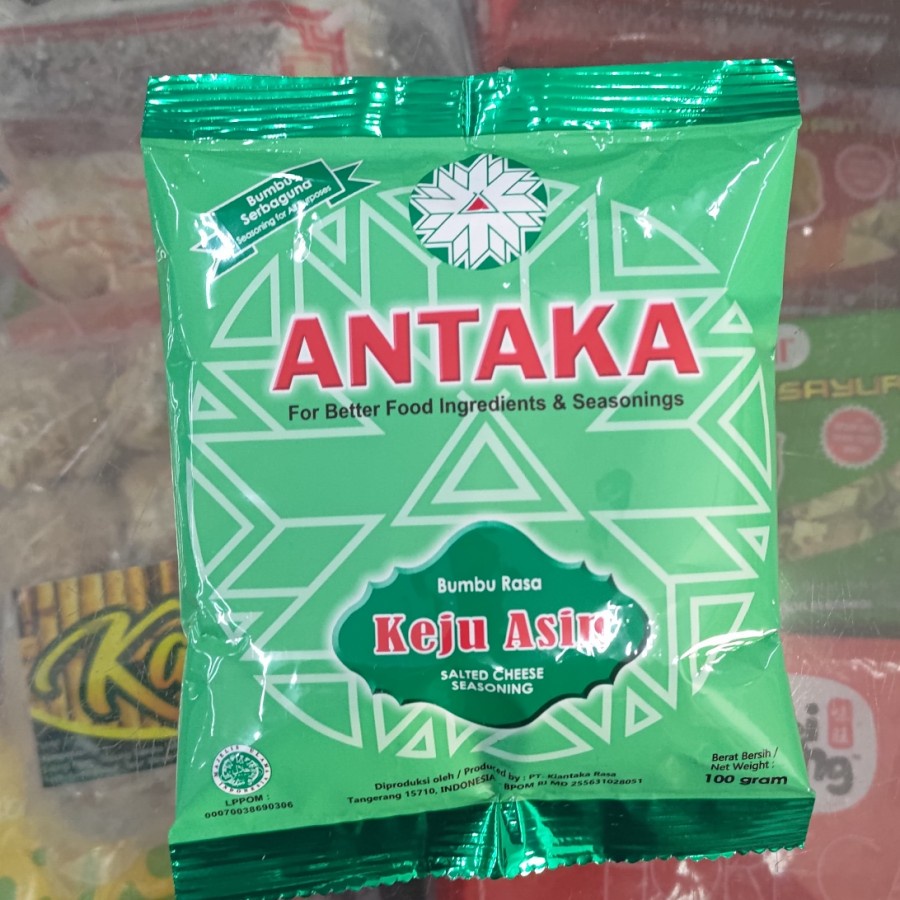 Bumbu
Serbaguna
Seasoning for All Purposes
ANTAKA
For Better Food Ingredients & Seasonings
Bumbu Rasa
Keju Asin
SALTED CHEESE
SEASONING
LPPOM :
00070038690306
Diproduksi oleh / Produced by : PT. Kiantaka Rasa
Tangerang 15710, INDONESIA BPOM RI MD 255631028051
Berat Bersih /
Net Weight :
100 gram
SAYUR
Ka